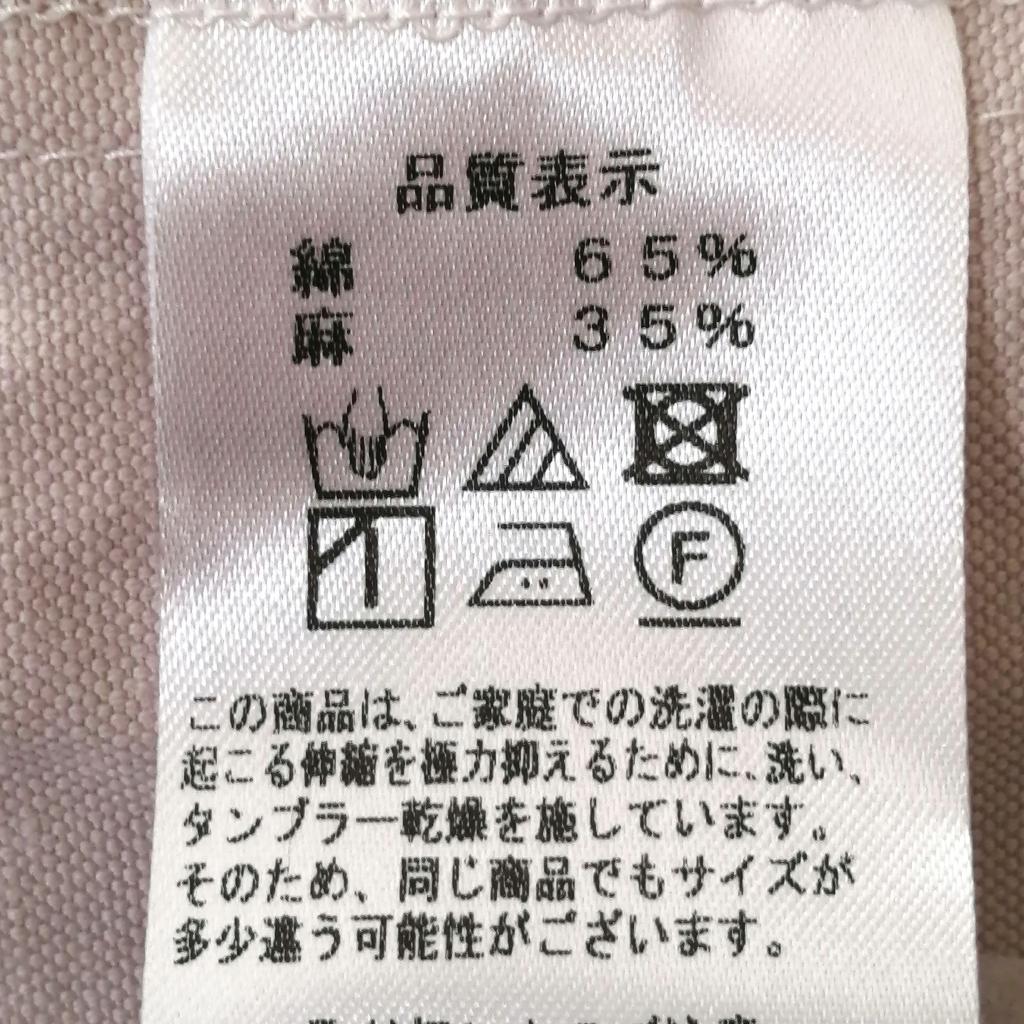 品質表示
綿 65%
麻 35%
F
この商品は、ご家庭での洗濯の際に
起こる伸縮を極力抑えるために、洗い、
タンブラー乾燥を施しています。
そのため、同じ商品でもサイズが
多少違う可能性がございます。